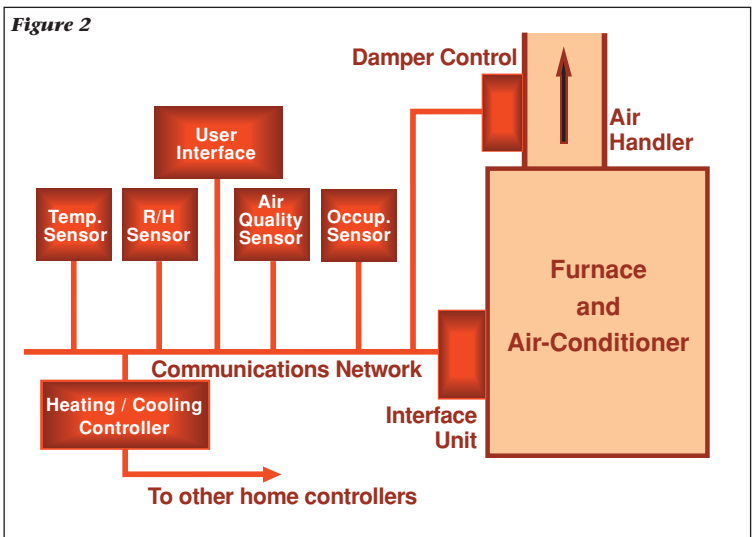 Figure 2
Damper Control
Air
Handler
User
Interface
Temp.
Sensor
R/H
Sensor
Air
Quality
Sensor
Occup.
Sensor
Furnace
and
Air-Conditioner
Communications Network
Heating / Cooling
Controller
Interface
Unit
To other home controllers